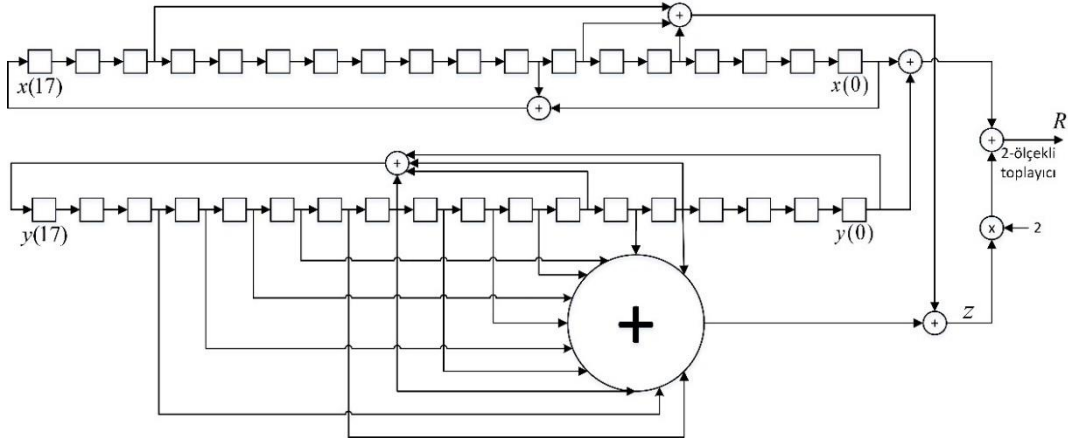 +
x(17)
x(0)
+
+
R
+
2-ölçekli
toplayıcı
+
y(17)
y(0)
x
2
+
Z
+